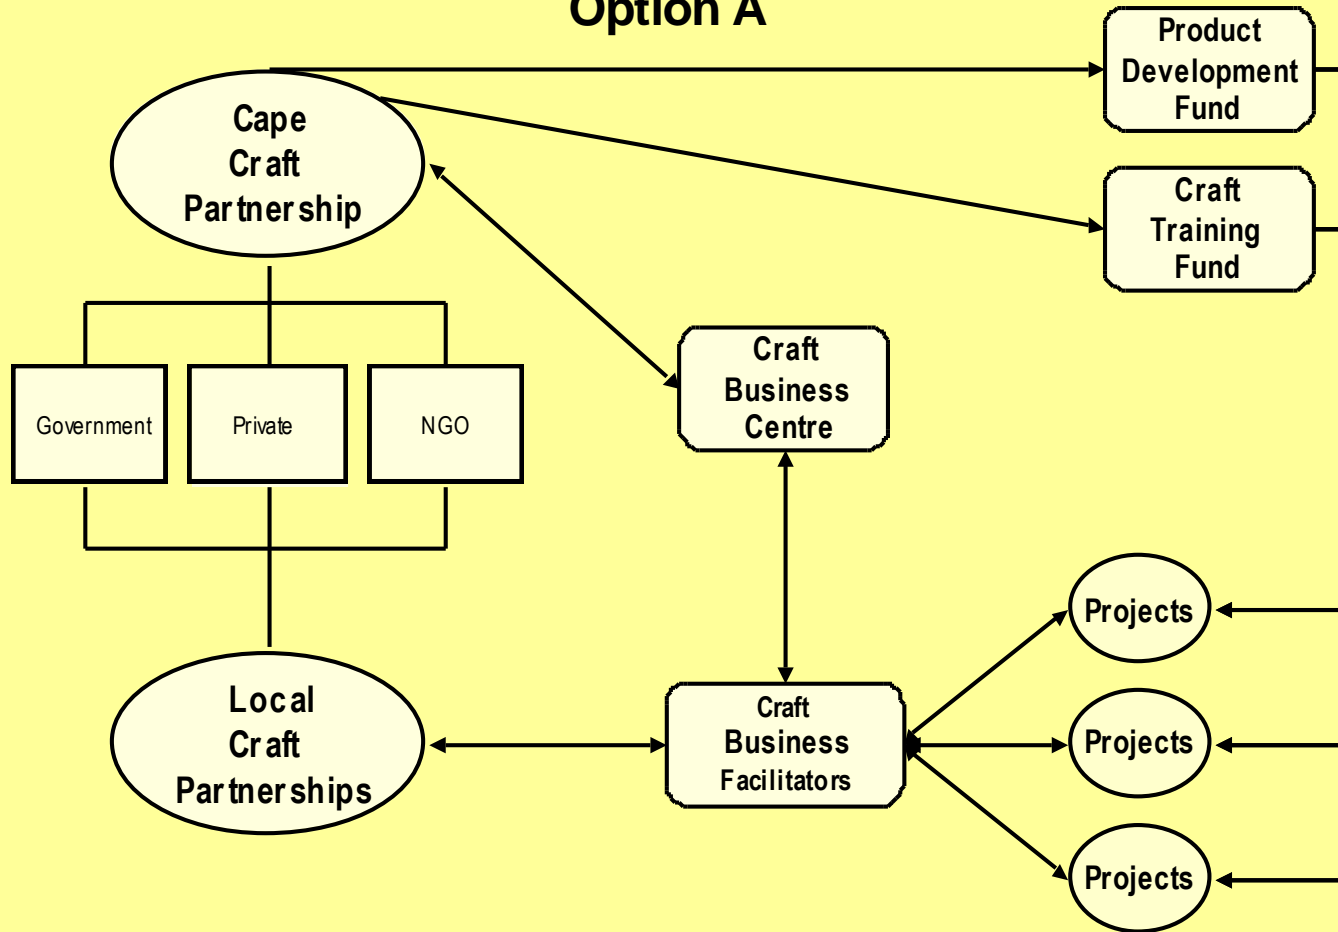 Option A
Product
Development
Fund
Cape
Craft
Partnership
Craft
Training
Fund
Craft
Business
Centre
Government
Private
NGO
Projects
Local
Craft
Partnerships
Craft
Business
Facilitators
Projects
Projects